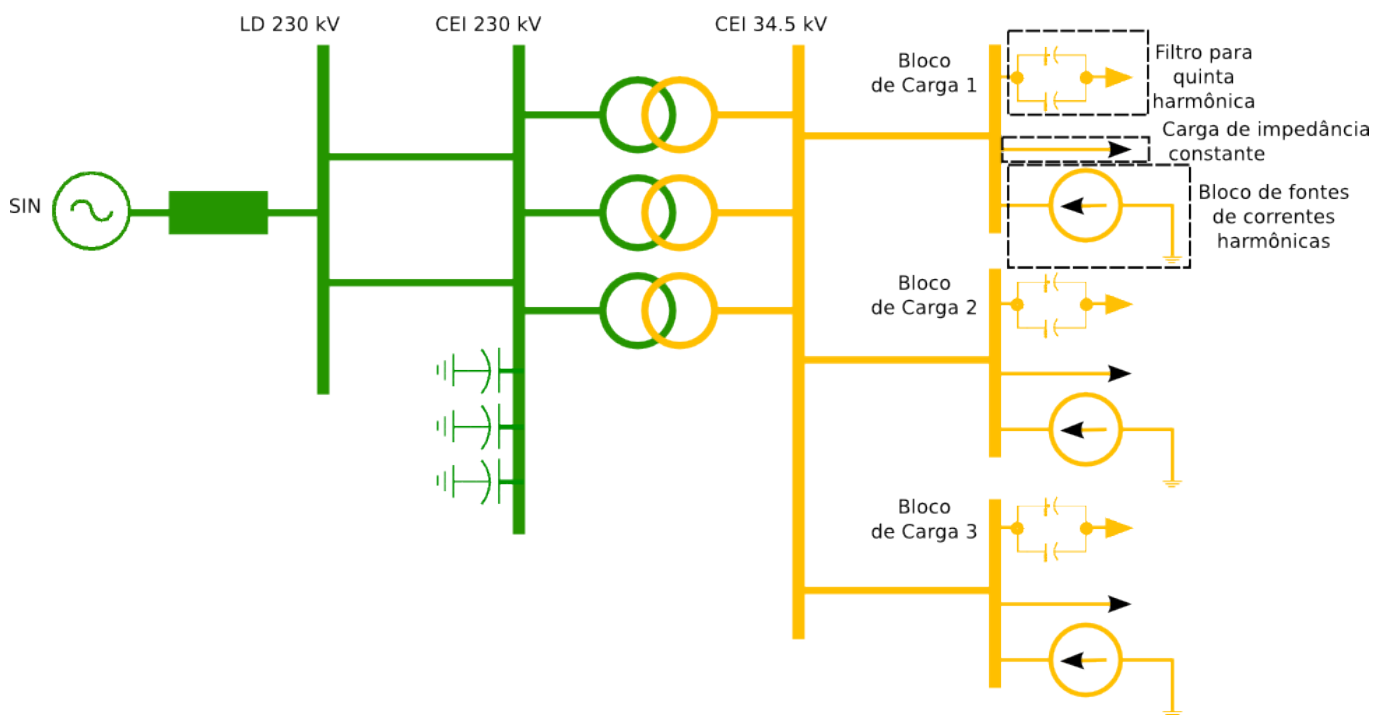 LD 230 kV
CEI 230 kV
CEI 34.5 kV
SIN
Bloco
de Carga 1
Filtro para
quinta
harmônica
Carga de impedância
constante
Bloco de fontes
de correntes
harmônicas
Bloco
de Carga 2
Bloco
de Carga 3